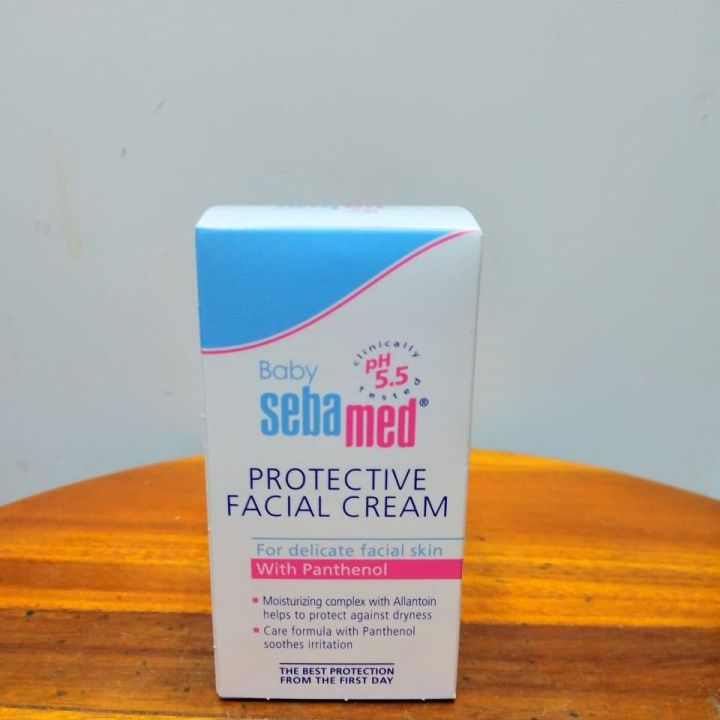 Baby
sebamed®
clinically
pH
5.5
tested
PROTECTIVE
FACIAL CREAM
For delicate facial skin
With Panthenol
▪ Moisturizing complex with Allantoin
helps to protect against dryness
▪ Care formula with Panthenol
soothes irritation
THE BEST PROTECTION
FROM THE FIRST DAY